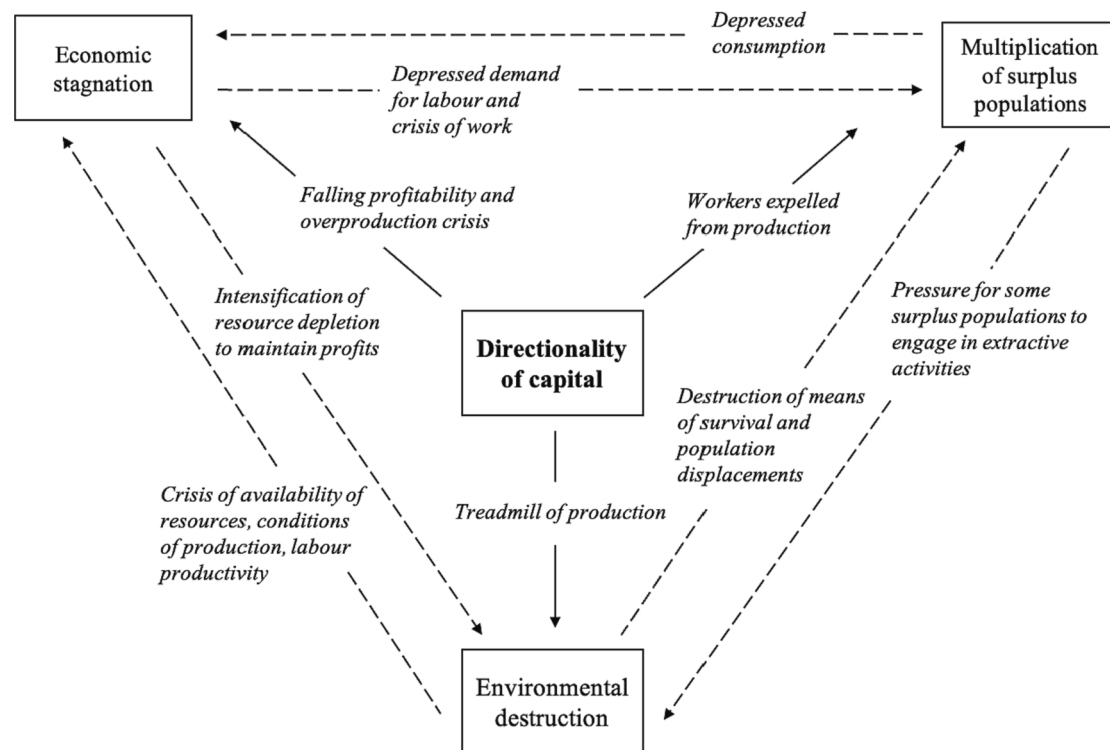 Economic
stagnation
Depressed
consumption
Multiplication
of surplus
populations
Depressed demand
for labour and
crisis of work
Falling profitability and
overproduction crisis
Workers expelled
from production
Intensification of
resource depletion
to maintain profits
Directionality
of capital
Pressure for some
surplus populations to
engage in extractive
activities
Destruction of means
of survival and
population
displacements
Crisis of availability of
resources, conditions
of production, labour
productivity
Treadmill of production
Environmental
destruction